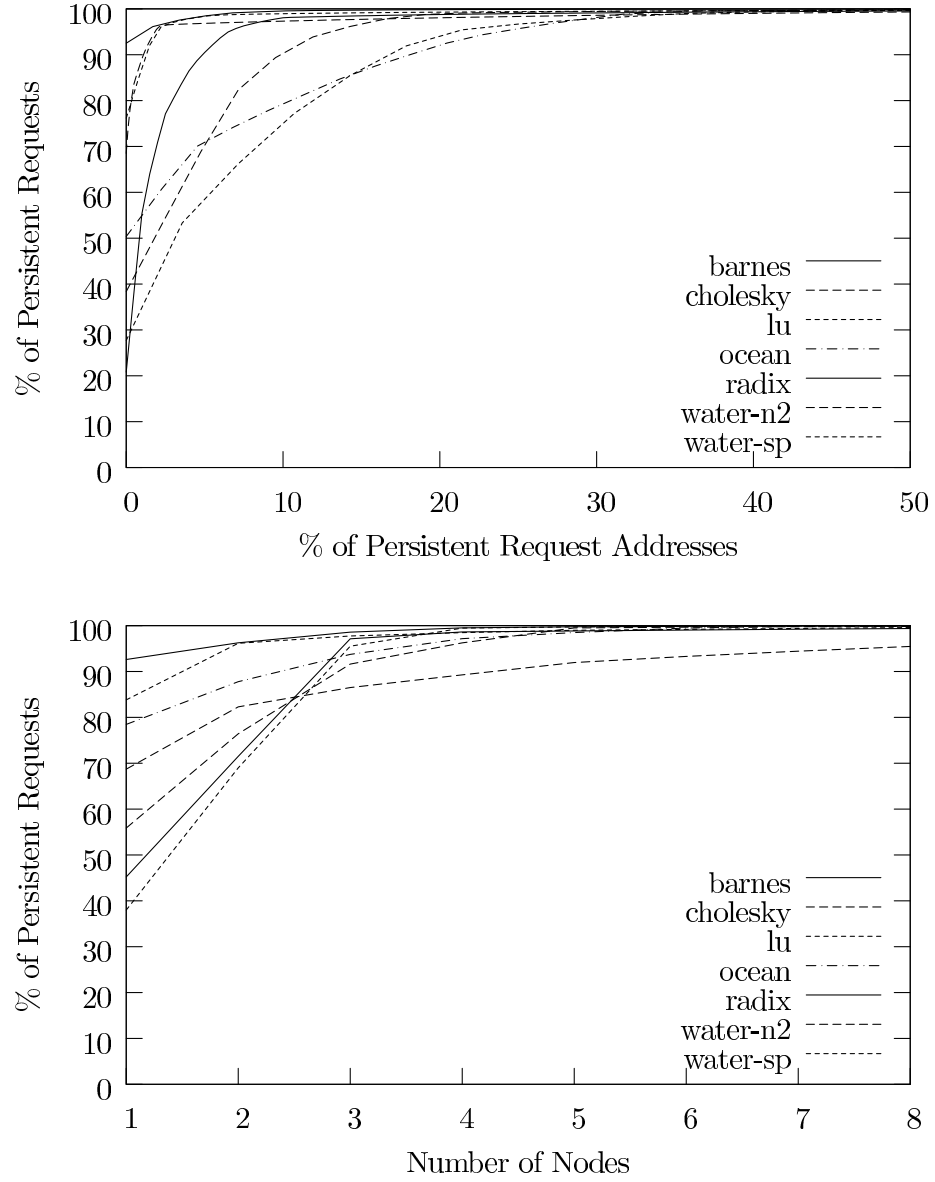 100
90
80
70
60
50
40
30
20
10
0
% of Persistent Requests
barnes
cholesky
lu
ocean
radix
water-n2
water-sp
0 10 20 30 40 50
% of Persistent Request Addresses
100
90
80
70
60
50
40
30
20
10
0
% of Persistent Requests
barnes
cholesky
lu
ocean
radix
water-n2
water-sp
1 2 3 4 5 6 7 8
Number of Nodes